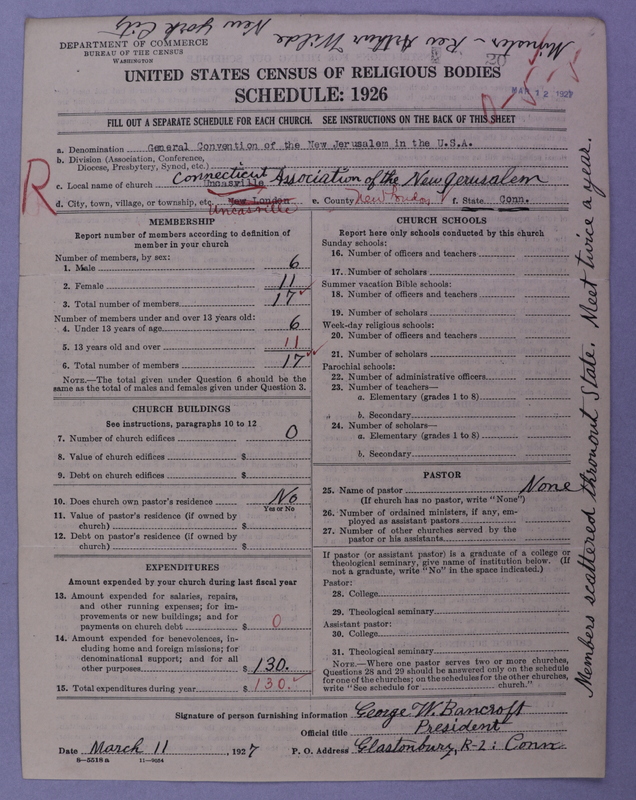 Minister - Rev Arthur Wilde
New York City
DEPARTMENT OF COMMERCE
BUREAU OF THE CENSUS
WASHINGTON
20
MAR 12 1927
UNITED STATES CENSUS OF RELIGIOUS BODIES
SCHEDULE: 1926
FILL OUT A SEPARATE SCHEDULE FOR EACH CHURCH. SEE INSTRUCTIONS ON THE BACK OF THIS SHEET
R
a. Denomination General Convention of the New Jerusalem in the U.S.A.
b. Division (Association, Conference,
Diocese, Presbytery, Synod, etc.)
c. Local name of church Uncasville Connecticut Association of the New Jerusalem
d. City, town, village, or township, etc. New London Uncasville e. County New London f. State Conn.
MEMBERSHIP
Report number of members according to definition of
member in your church
Number of members, by sex:
1. Male 6
2. Female 11
3. Total number of members 17
Number of members under and over 13 years old:
4. Under 13 years of age 6
5. 13 years old and over 11
6. Total number of members 17
NOTE.—The total given under Question 6 should be the
same as the total of males and females given under Question 3.
CHURCH BUILDINGS
See instructions, paragraphs 10 to 12
7. Number of church edifices 0
8. Value of church edifices $
9. Debt on church edifices $
10. Does church own pastor's residence No
Yes or No
11. Value of pastor's residence (if owned by
church) $
12. Debt on pastor's residence (if owned by
church) $
EXPENDITURES
Amount expended by your church during last fiscal year
13. Amount expended for salaries, repairs,
and other running expenses; for im-
provements or new buildings; and for
payments on church debt $ 0
14. Amount expended for benevolences, in-
cluding home and foreign missions; for
denominational support; and for all
other purposes $ 130.
15. Total expenditures during year $ 130.
CHURCH SCHOOLS
Report here only schools conducted by this church
Sunday schools:
16. Number of officers and teachers
17. Number of scholars
Summer vacation Bible schools:
18. Number of officers and teachers
19. Number of scholars
Week-day religious schools:
20. Number of officers and teachers
21. Number of scholars
Parochial schools:
22. Number of administrative officers
23. Number of teachers—
a. Elementary (grades 1 to 8)
b. Secondary
24. Number of scholars—
a. Elementary (grades 1 to 8)
b. Secondary
PASTOR
25. Name of pastor None
(If church has no pastor, write "None")
26. Number of ordained ministers, if any, em-
ployed as assistant pastors
27. Number of other churches served by the
pastor or his assistants
If pastor (or assistant pastor) is a graduate of a college or
theological seminary, give name of institution below. (If
not a graduate, write "No" in the space indicated.)
Pastor:
28. College
29. Theological seminary
Assistant pastor:
30. College
31. Theological seminary
NOTE.—Where one pastor serves two or more churches,
Questions 28 and 29 should be answered only on the schedule
for one of the churches; on the schedules for the other churches,
write "See schedule for church."
Members scattered thronout State. Meet twice a year.
Signature of person furnishing information George W. Bancroft
Official title President
Date March 11, 1927 P. O. Address Glastonbury, R-2: Conn.
8—5518 a 11—9034